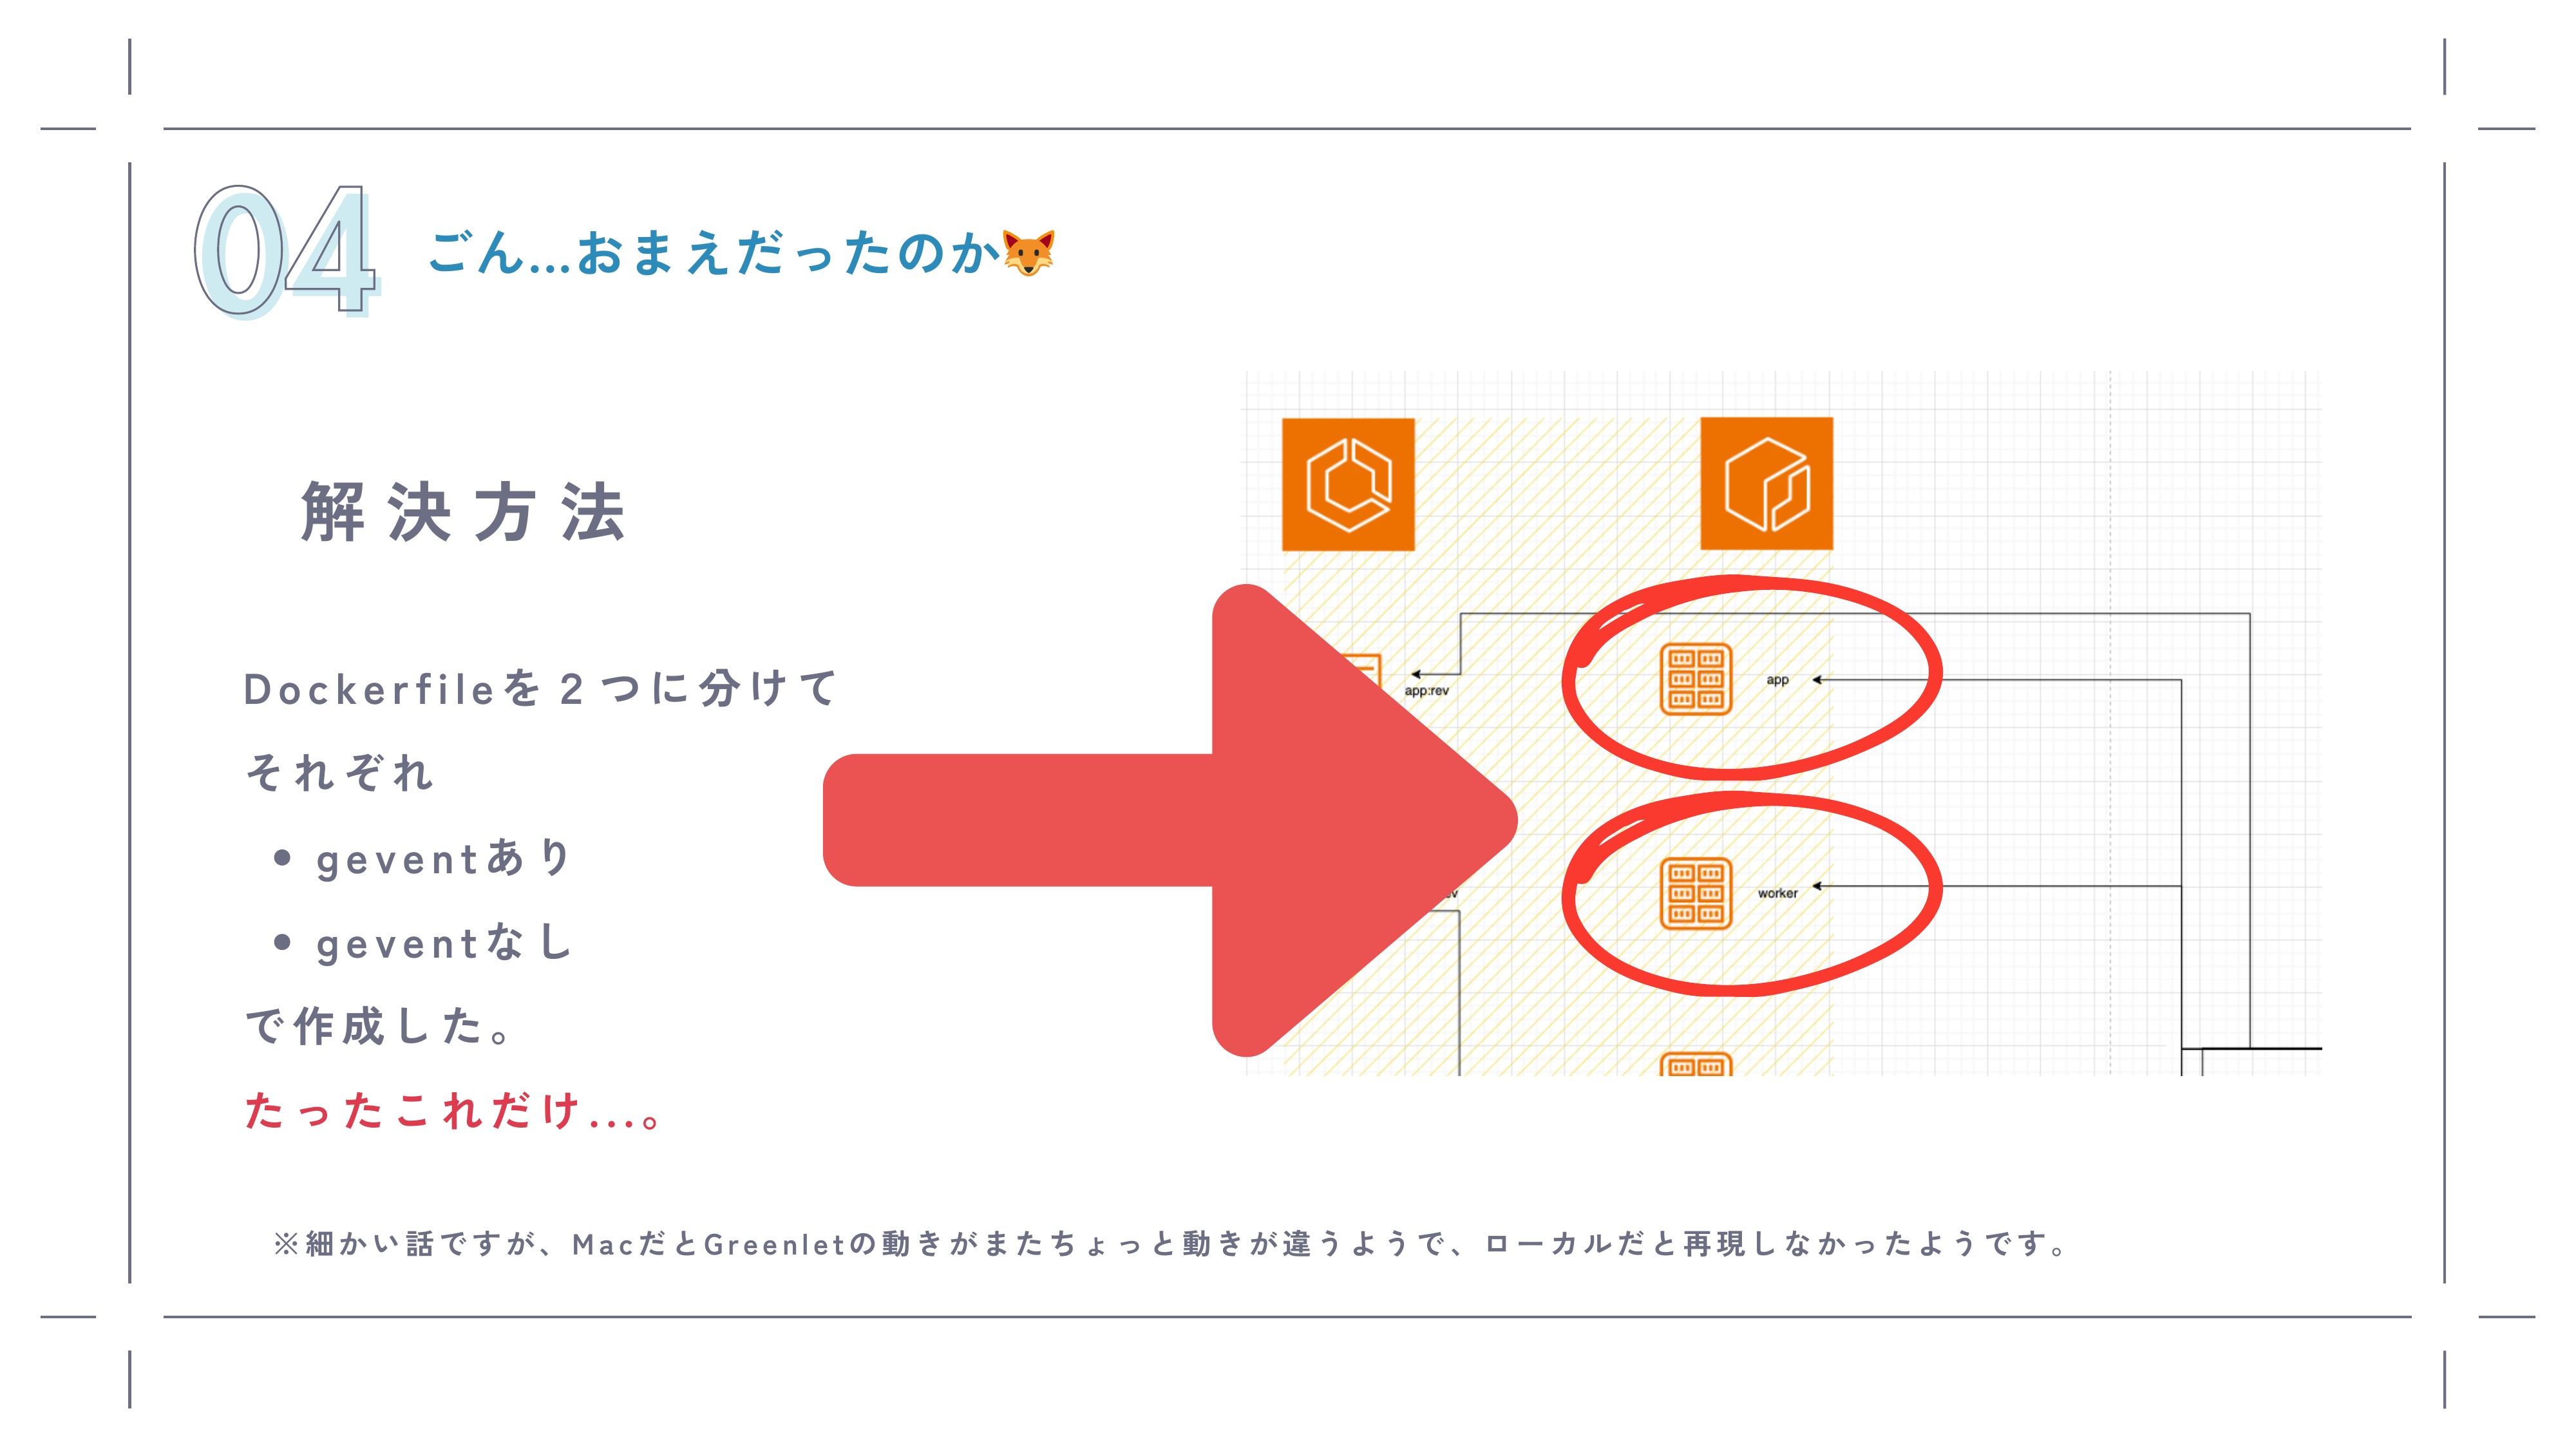 04
ごん...おまえだったのか🦊
解決方法
Dockerfileを２つに分けて
それぞれ
• geventあり
• geventなし
で作成した。
たったこれだけ...。
app:rev
app
worker
※細かい話ですが、MacだとGreenletの動きがまたちょっと動きが違うようで、ローカルだと再現しなかったようです。